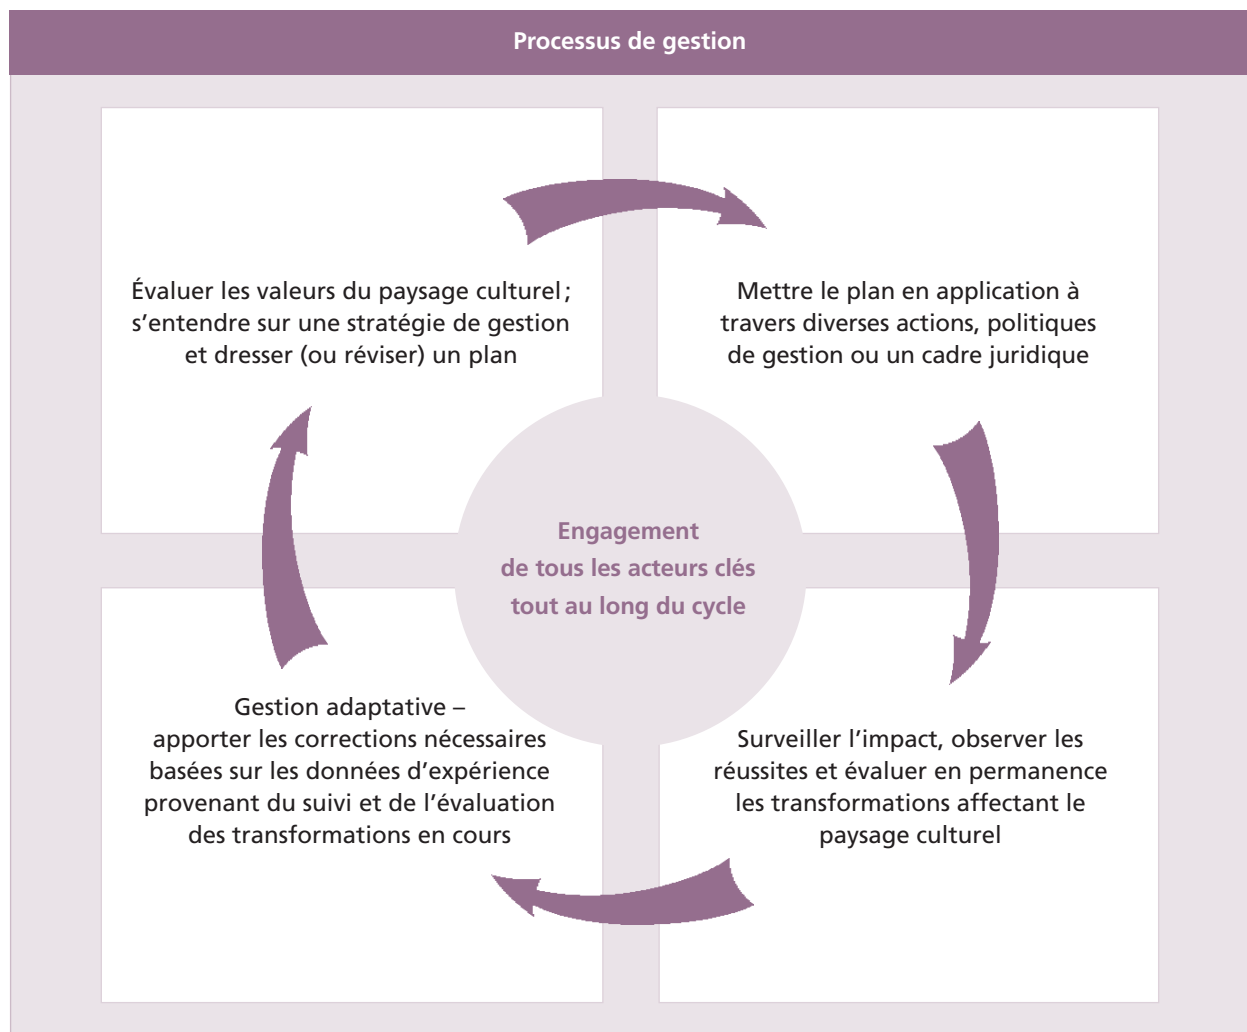 Processus de gestion
Évaluer les valeurs du paysage culturel ;
s’entendre sur une stratégie de gestion
et dresser (ou réviser) un plan
Mettre le plan en application à
travers diverses actions, politiques
de gestion ou un cadre juridique
Engagement
de tous les acteurs clés
tout au long du cycle
Gestion adaptative –
apporter les corrections nécessaires
basées sur les données d’expérience
provenant du suivi et de l’évaluation
des transformations en cours
Surveiller l’impact, observer les
réussites et évaluer en permanence
les transformations affectant le
paysage culturel